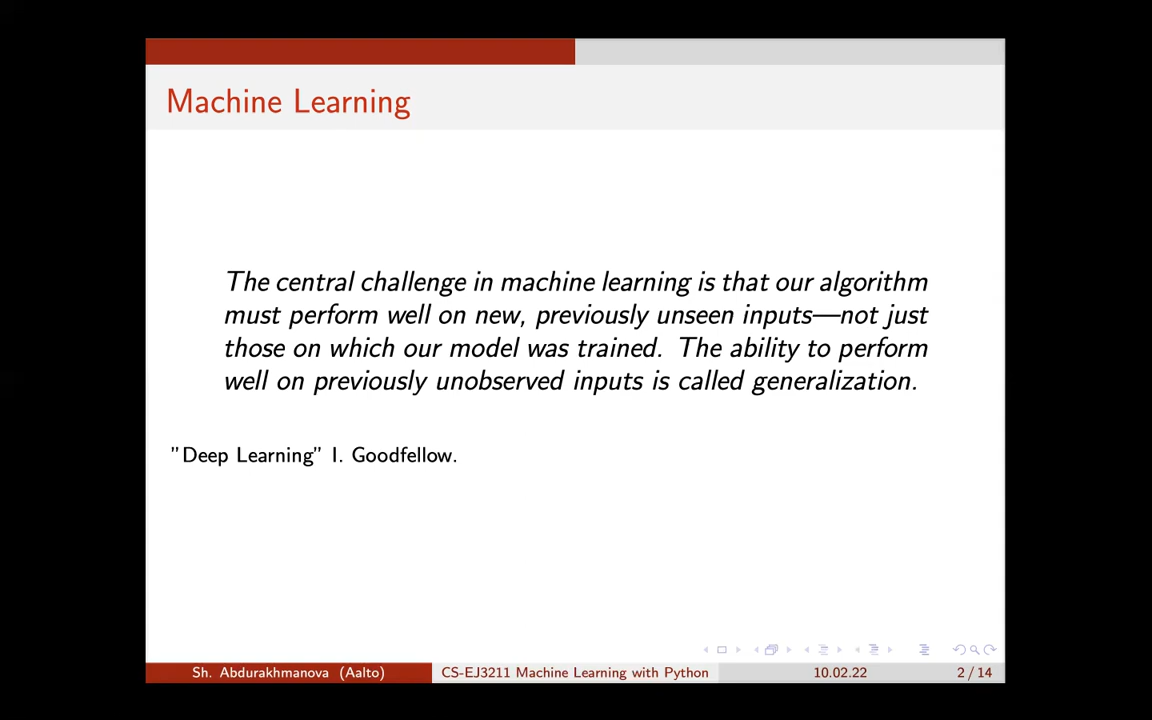 Machine Learning
The central challenge in machine learning is that our algorithm
must perform well on new, previously unseen inputs—not just
those on which our model was trained. The ability to perform
well on previously unobserved inputs is called generalization.
”Deep Learning” I. Goodfellow.
Sh. Abdurakhmanova (Aalto) CS-EJ3211 Machine Learning with Python 10.02.22 2 / 14